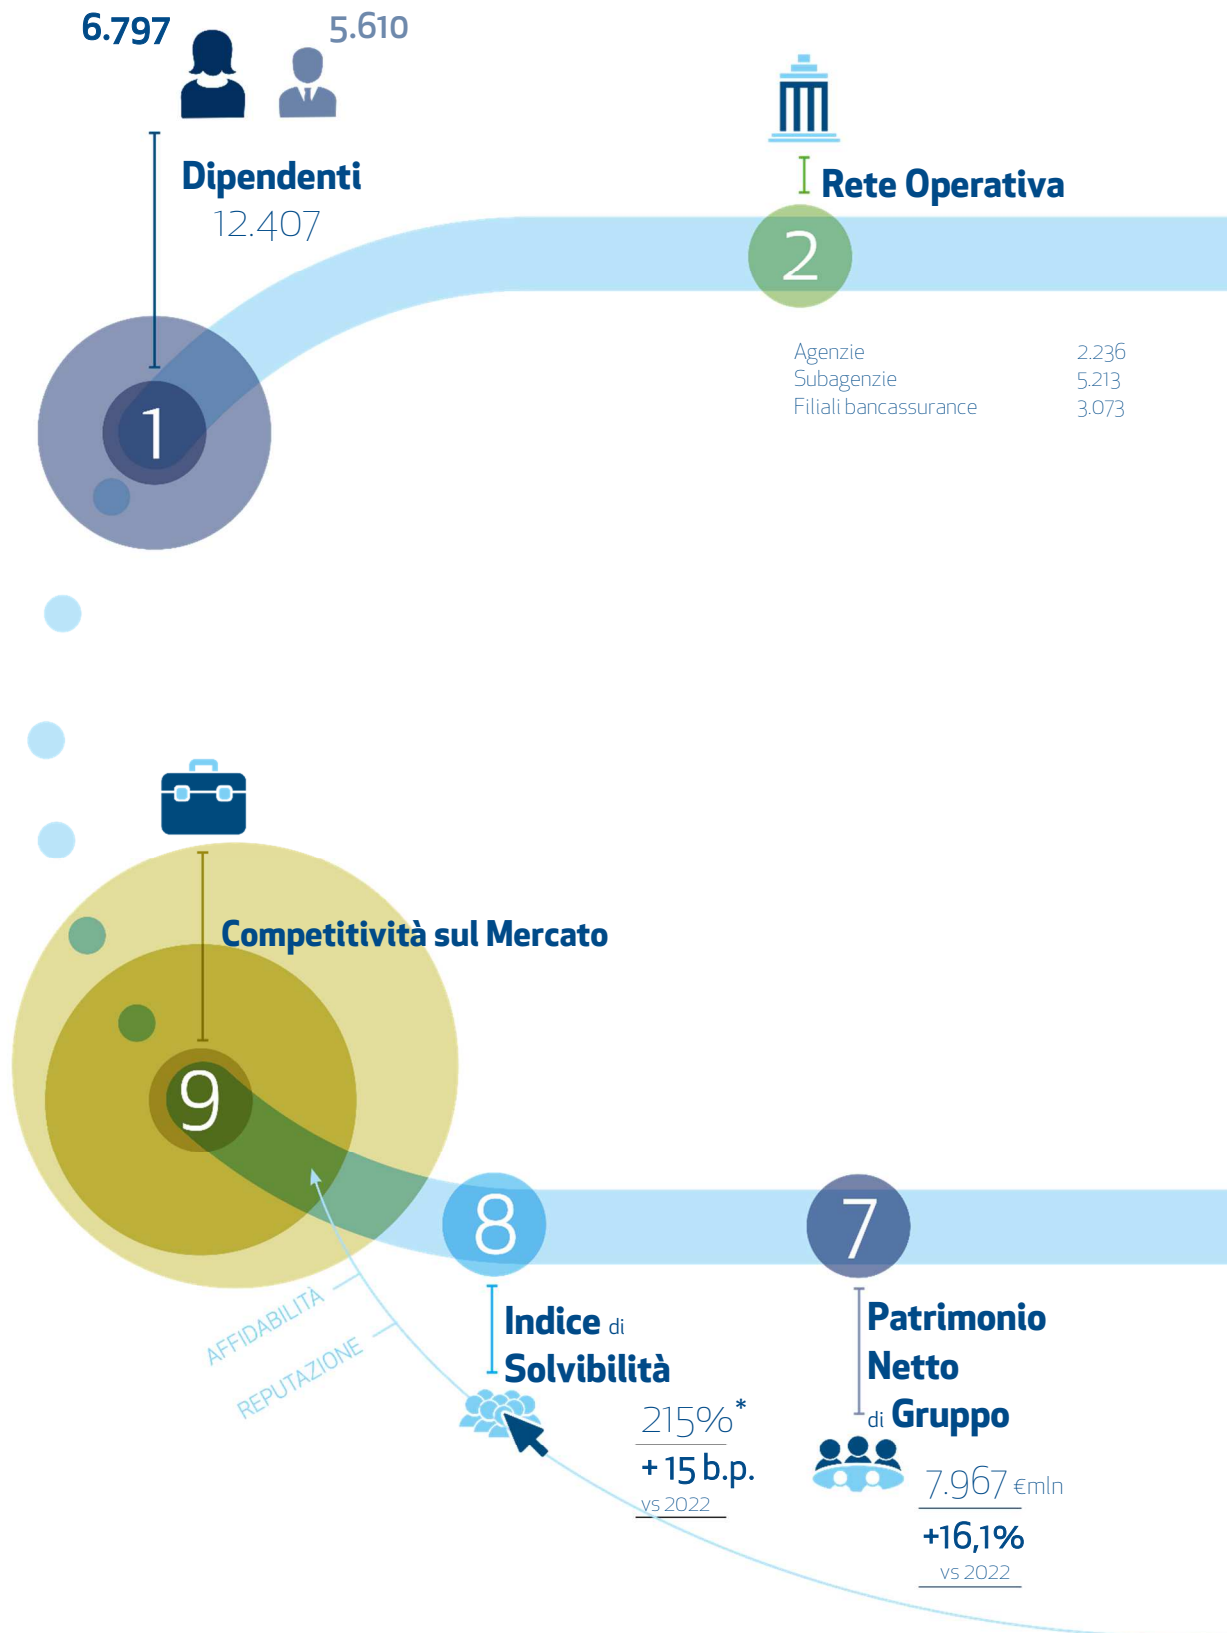 6.797
5.610
Dipendenti
12.407
1
Rete Operativa
2
Agenzie 2.236
Subagenzie 5.213
Filiali bancassurance 3.073
Competitività sul Mercato
9
8
7
AFFIDABILITÀ
REPUTAZIONE
Indice di
Solvibilità
215%*
+ 15 b.p.
vs 2022
Patrimonio
Netto
di Gruppo
7.967 €mln
+16,1%
vs 2022